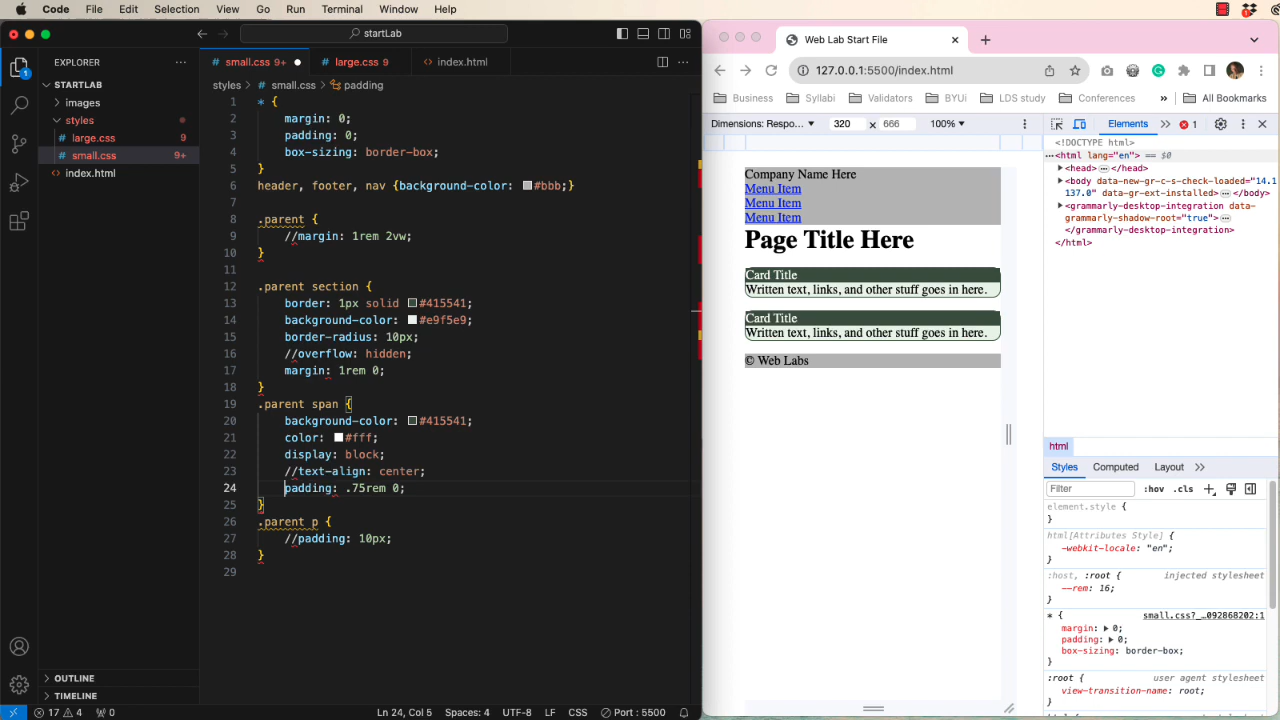 Code File Edit Selection View Go Run Terminal Window Help
startLab
EXPLORER
STARTLAB
images
styles
# large.css 9
# small.css 9+
<> index.html
OUTLINE
TIMELINE
# small.css 9+
# large.css 9
<> index.html
styles > # small.css > padding
1 * {
2 margin: 0;
3 padding: 0;
4 box-sizing: border-box;
5 }
6 header, footer, nav {background-color: #bbb;}
7
8 .parent {
9 //margin: 1rem 2vw;
10 }
11
12 .parent section {
13 border: 1px solid #415541;
14 background-color: #e9f5e9;
15 border-radius: 10px;
16 //overflow: hidden;
17 margin: 1rem 0;
18 }
19 .parent span {
20 background-color: #415541;
21 color: #fff;
22 display: block;
23 //text-align: center;
24 padding: .75rem 0;
25 }
26 .parent p {
27 //padding: 10px;
28 }
29
17 4 0
Ln 24, Col 5 Spaces: 4 UTF-8 LF CSS Port : 5500
Web Lab Start File
127.0.0.1:5500/index.html
Business Syllabi Validators BYUi LDS study Conferences » All Bookmarks
Dimensions: Respo... 320 x 666 100%
Company Name Here
Menu Item
Menu Item
Menu Item
Page Title Here
Card Title
Written text, links, and other stuff goes in here.
Card Title
Written text, links, and other stuff goes in here.
© Web Labs
Elements 1
<!DOCTYPE html>
<html lang="en"> == $0
<head> </head>
<body data-new-gr-c-s-check-loaded="14.1
137.0" data-gr-ext-installed> </body>
<grammarly-desktop-integration data-
grammarly-shadow-root="true">
</grammarly-desktop-integration>
</html>
html
Styles Computed Layout
Filter :hov .cls
element.style {
}
html[Attributes Style] {
-webkit-locale: "en";
}
:host, :root { injected stylesheet
--rem: 16;
}
* { small.css?_…092868202:1
margin: 0;
padding: 0;
box-sizing: border-box;
}
:root { user agent stylesheet
view-transition-name: root;